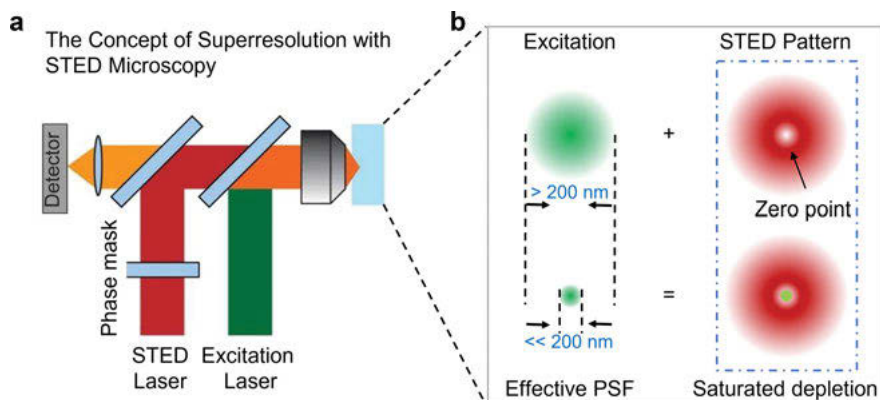 a
The Concept of Superresolution with
STED Microscopy
Detector
Phase mask
STED
Laser
Excitation
Laser
b
Excitation
STED Pattern
+
> 200 nm
Zero point
=
<< 200 nm
Effective PSF
Saturated depletion